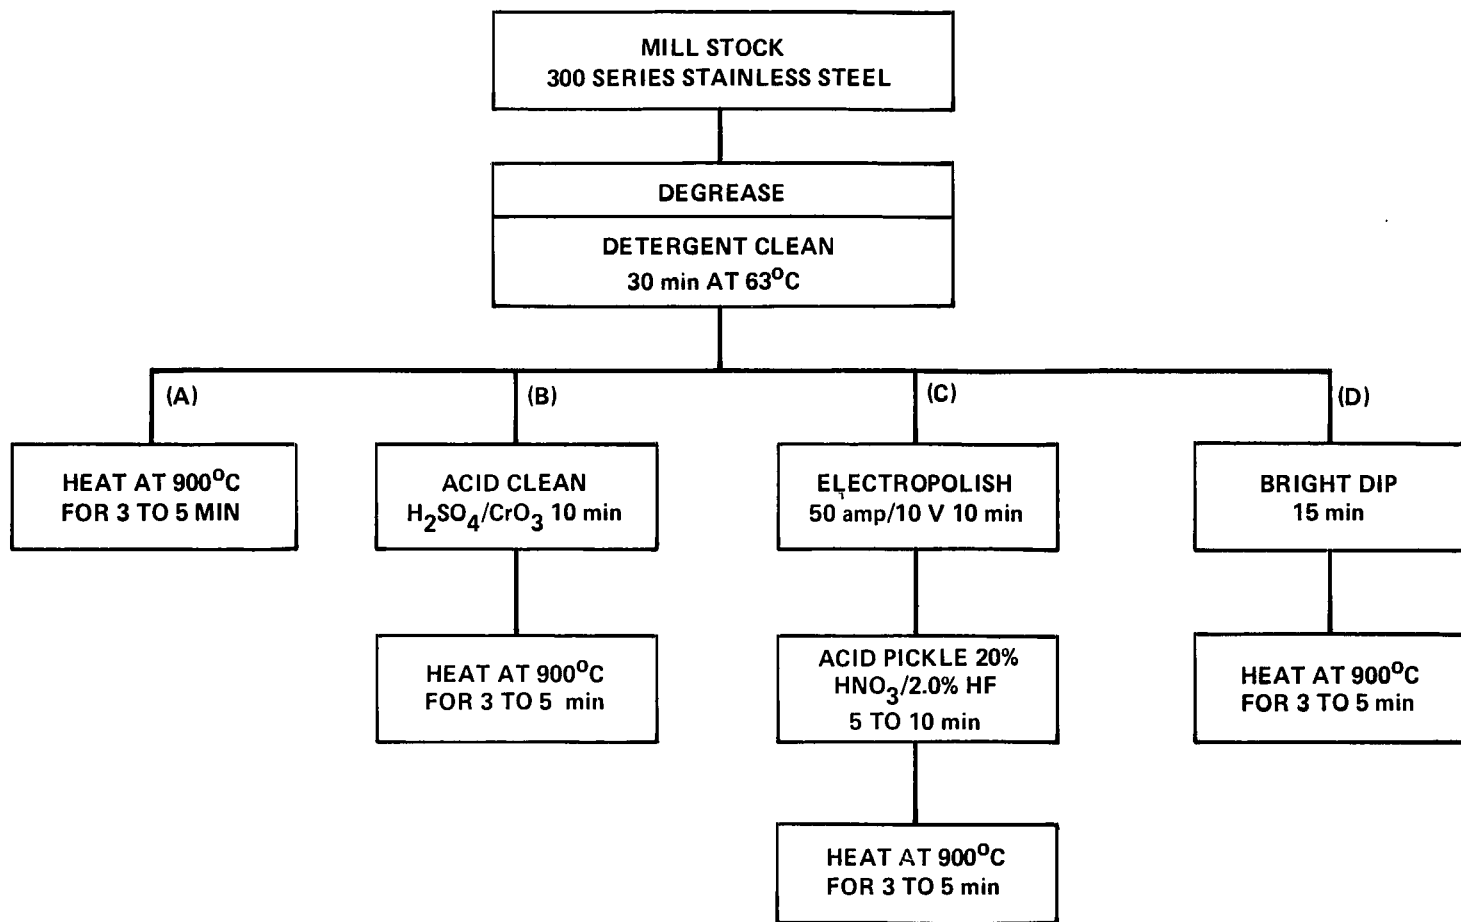 MILL STOCK
300 SERIES STAINLESS STEEL
DEGREASE
DETERGENT CLEAN
30 min AT 63°C
(A)
HEAT AT 900°C
FOR 3 TO 5 MIN
(B)
ACID CLEAN
H₂SO₄/CrO₃ 10 min
HEAT AT 900°C
FOR 3 TO 5 min
(C)
ELECTROPOLISH
50 amp/10 V 10 min
ACID PICKLE 20%
HNO₃/2.0% HF
5 TO 10 min
HEAT AT 900°C
FOR 3 TO 5 min
(D)
BRIGHT DIP
15 min
HEAT AT 900°C
FOR 3 TO 5 min